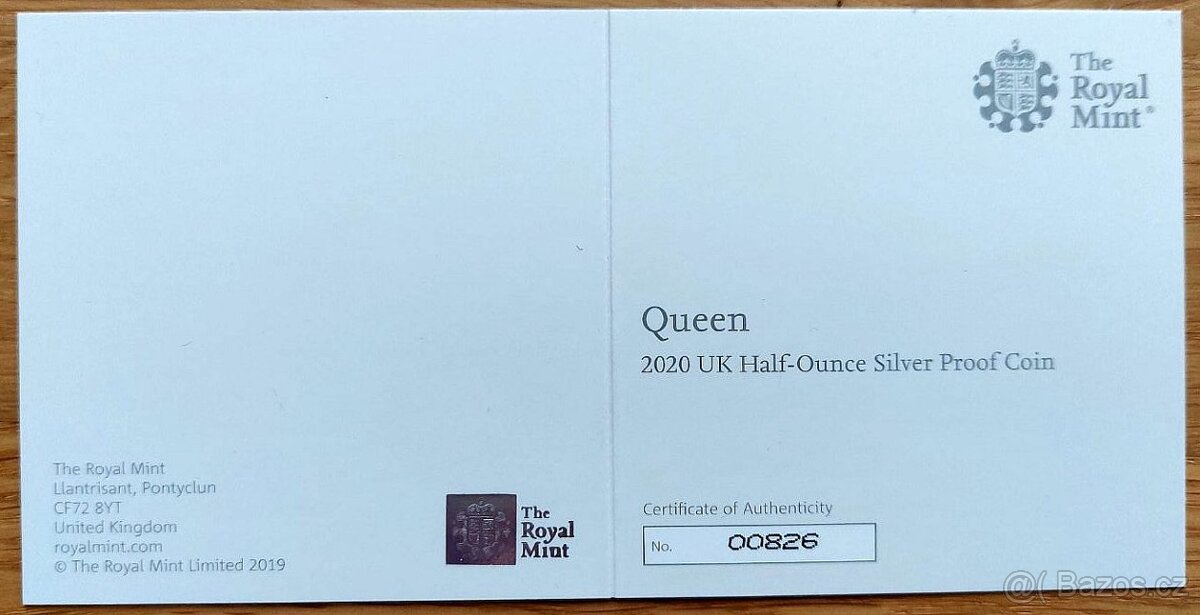 The Royal Mint
Llantrisant, Pontyclun
CF72 8YT
United Kingdom
royalmint.com
© The Royal Mint Limited 2019
The
Royal
Mint
The
Royal
Mint®
Queen
2020 UK Half-Ounce Silver Proof Coin
Certificate of Authenticity
No. 00826
@( Bazos.cz